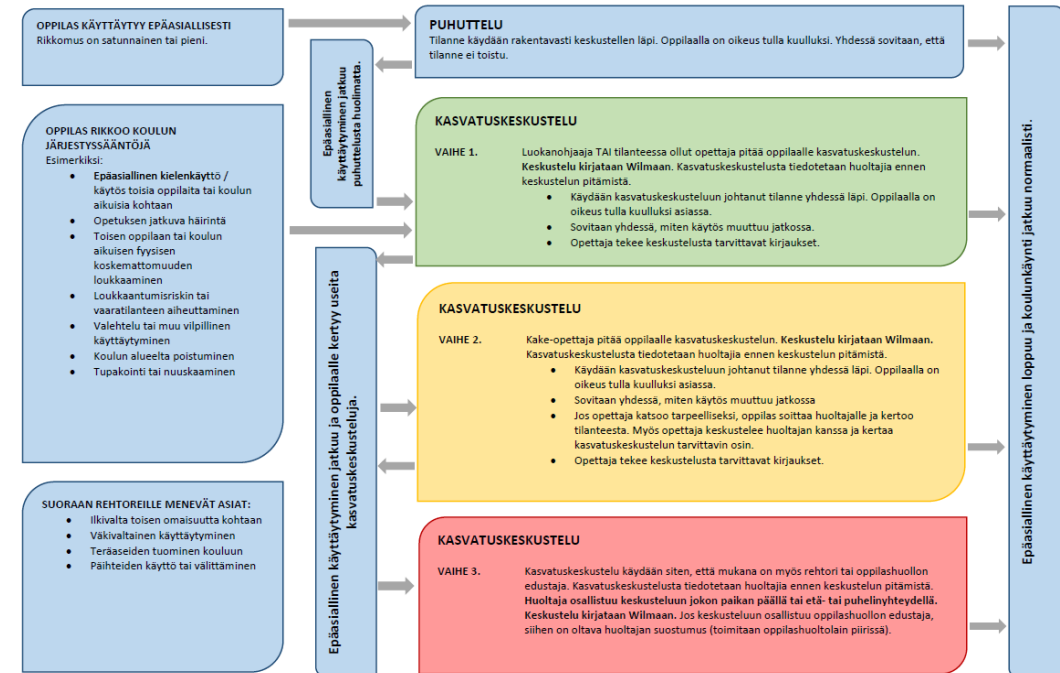 OPPILAS KÄYTTÄYTYY EPÄASIALLISESTI
Rikkomus on satunnainen tai pieni.
PUHUTTELU
Tilanne käydään rakentavasti keskustellen läpi. Oppilaalla on oikeus tulla kuulluksi. Yhdessä sovitaan, että
tilanne ei toistu.
Epäasiallinen
käyttäytyminen jatkuu
puhuttelusta huolimatta.
OPPILAS RIKKOO KOULUN
JÄRJESTYSSÄÄNTÖJÄ
Esimerkiksi:
• Epäasiallinen kielenkäyttö /
käytös toisia oppilaita tai koulun
aikuisia kohtaan
• Opetuksen jatkuva häirintä
• Toisen oppilaan tai koulun
aikuisen fyysisen
koskemattomuuden
loukkaaminen
• Loukkaantumisriskin tai
vaaratilanteen aiheuttaminen
• Valehtelu tai muu vilpillinen
käyttäytyminen
• Koulun alueelta poistuminen
• Tupakointi tai nuuskaaminen
KASVATUSKESKUSTELU
VAIHE 1. Luokanohjaaja TAI tilanteessa ollut opettaja pitää oppilaalle kasvatuskeskustelun.
Keskustelu kirjataan Wilmaan. Kasvatuskeskustelusta tiedotetaan huoltajia ennen
keskustelun pitämistä.
• Käydään kasvatuskeskusteluun johtanut tilanne yhdessä läpi. Oppilaalla on
oikeus tulla kuulluksi asiassa.
• Sovitaan yhdessä, miten käytös muuttuu jatkossa.
• Opettaja tekee keskustelusta tarvittavat kirjaukset.
Epäasiallinen käyttäytyminen jatkuu ja oppilaalle kertyy useita
kasvatuskeskusteluja.
KASVATUSKESKUSTELU
VAIHE 2. Kake-opettaja pitää oppilaalle kasvatuskeskustelun. Keskustelu kirjataan Wilmaan.
Kasvatuskeskustelusta tiedotetaan huoltajia ennen keskustelun pitämistä.
• Käydään kasvatuskeskusteluun johtanut tilanne yhdessä läpi. Oppilaalla on
oikeus tulla kuulluksi asiassa.
• Sovitaan yhdessä, miten käytös muuttuu jatkossa
• Jos opettaja katsoo tarpeelliseksi, oppilas soittaa huoltajalle ja kertoo
tilanteesta. Myös opettaja keskustelee huoltajan kanssa ja kertaa
kasvatuskeskustelun tarvittavin osin.
• Opettaja tekee keskustelusta tarvittavat kirjaukset.
SUORAAN REHTOREILLE MENEVÄT ASIAT:
• Ilkivalta toisen omaisuutta kohtaan
• Väkivaltainen käyttäytyminen
• Teräaseiden tuominen kouluun
• Päihteiden käyttö tai välittäminen
KASVATUSKESKUSTELU
VAIHE 3. Kasvatuskeskustelu käydään siten, että mukana on myös rehtori tai oppilashuollon
edustaja. Kasvatuskeskustelusta tiedotetaan huoltajia ennen keskustelun pitämistä.
Huoltaja osallistuu keskusteluun jokon paikan päällä tai etä- tai puhelinyhteydellä.
Keskustelu kirjataan Wilmaan. Jos keskusteluun osallistuu oppilashuollon edustaja,
siihen on oltava huoltajan suostumus (toimitaan oppilashuoltolain piirissä).
Epäasiallinen käyttäytyminen loppuu ja koulunkäynti jatkuu normaalisti.